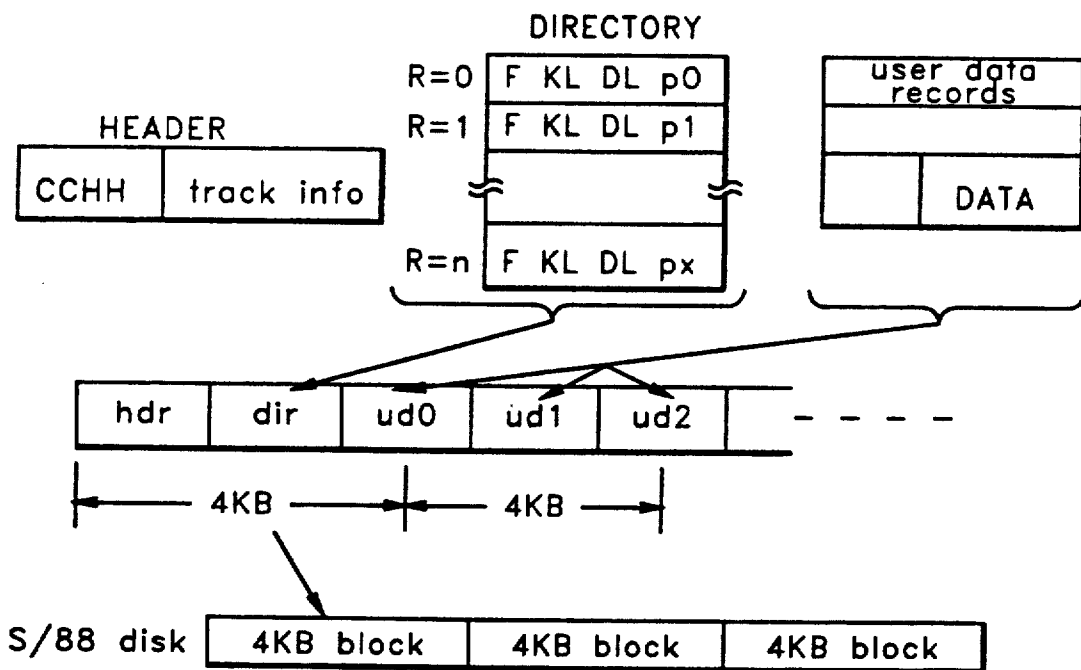 DIRECTORY
R=0 F KL DL p0
R=1 F KL DL p1
R=n F KL DL px
user data
records
DATA
HEADER
CCHH track info
hdr dir ud0 ud1 ud2
4KB 4KB
S/88 disk 4KB block 4KB block 4KB block